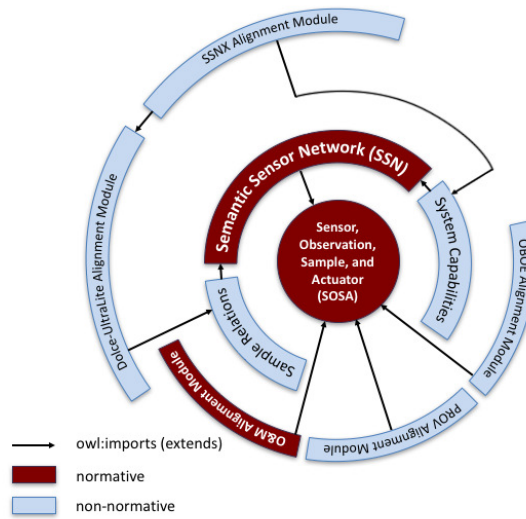 SSNX Alignment Module
Dolce-UltraLite Alignment Module
Semantic Sensor Network (SSN)
System Capabilities
Sensor,
Observation,
Sample, and
Actuator
(SOSA)
OBOE Alignment Module
Sample Relations
O&M Alignment Module
PROV Alignment Module
owl:imports (extends)
normative
non-normative